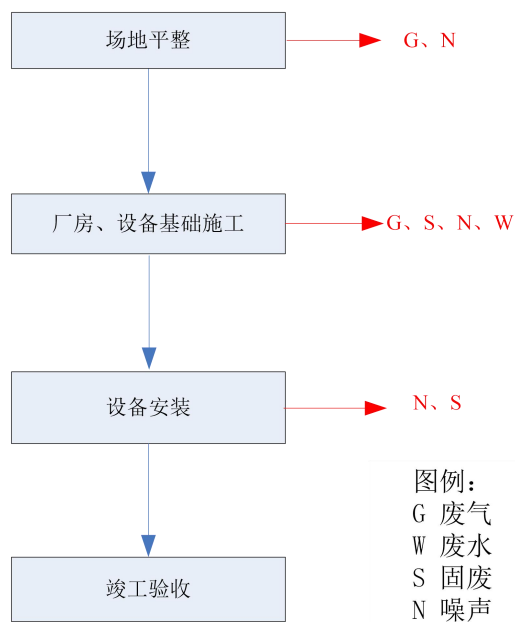 场地平整
G、N
厂房、设备基础施工
G、S、N、W
设备安装
N、S
图例:
G 废气
W 废水
S 固废
N 噪声
竣工验收